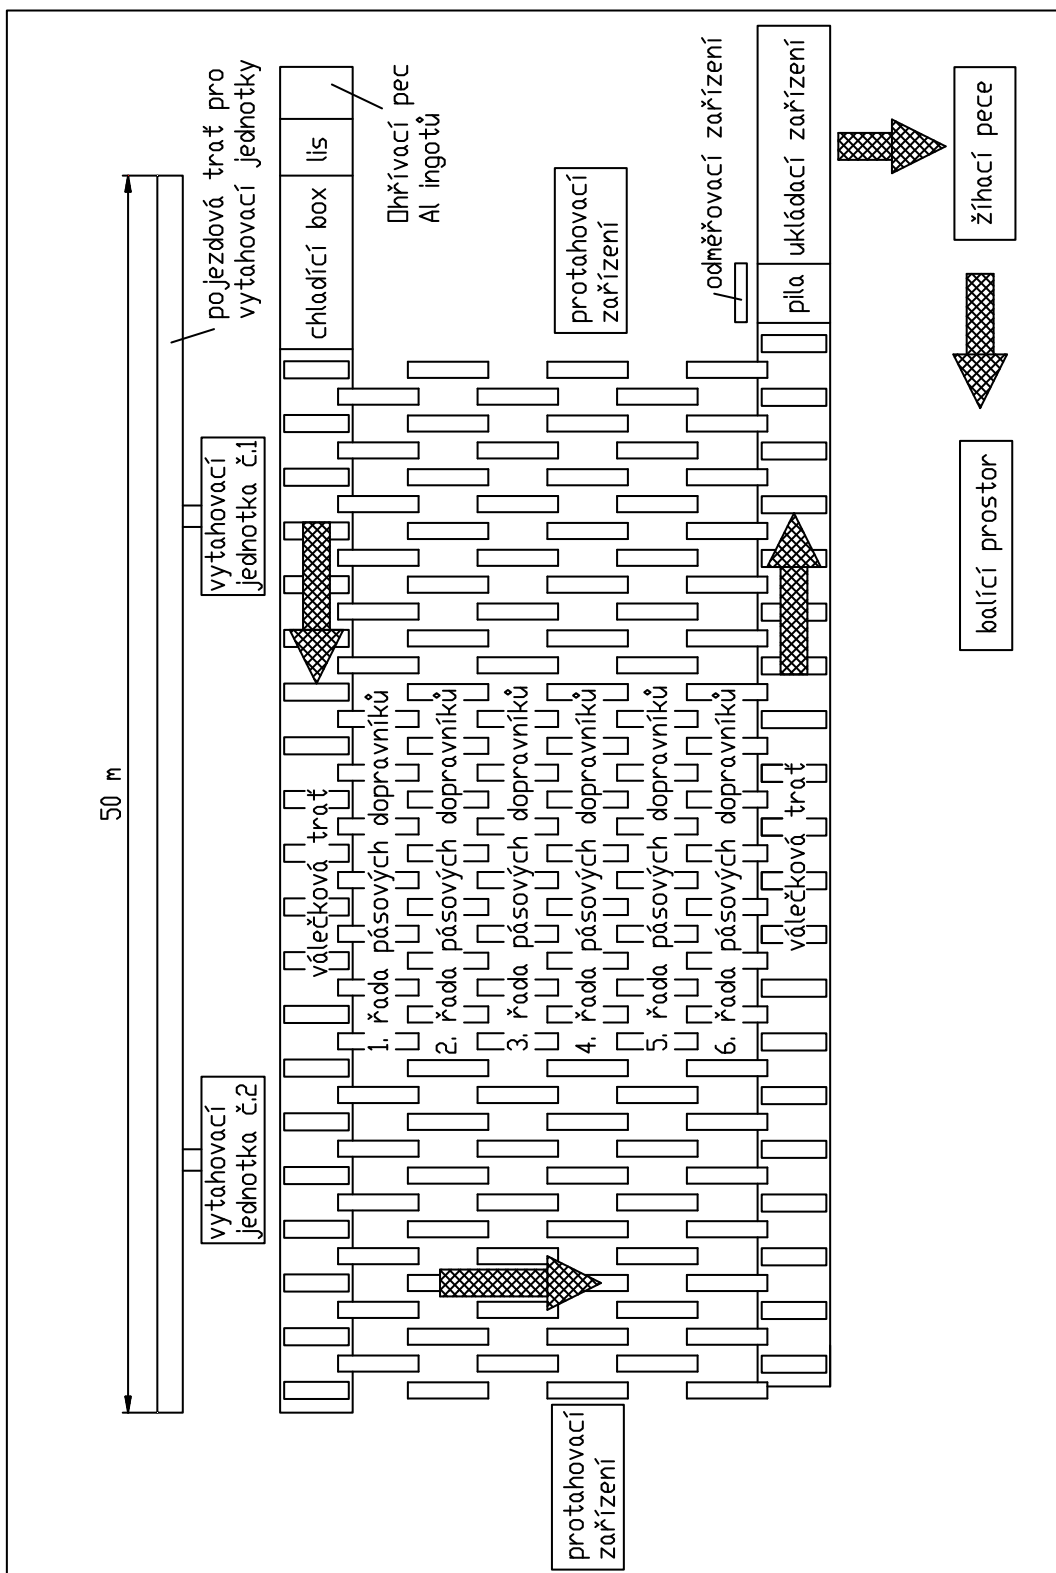 50 m
pojezdová trať pro
vytahovací jednotky
vytahovací
jednotka č.1
vytahovací
jednotka č.2
chladící box
lis
▯hřívací pec
Al ingotů
válečková trať
1. řada pásových dopravníků
2. řada pásových dopravníků
3. řada pásových dopravníků
4. řada pásových dopravníků
5. řada pásových dopravníků
6. řada pásových dopravníků
válečková trať
protahovací
zařízení
protahovací
zařízení
odměřovací zařízení
pila
ukládací zařízení
žíhací pece
balící prostor